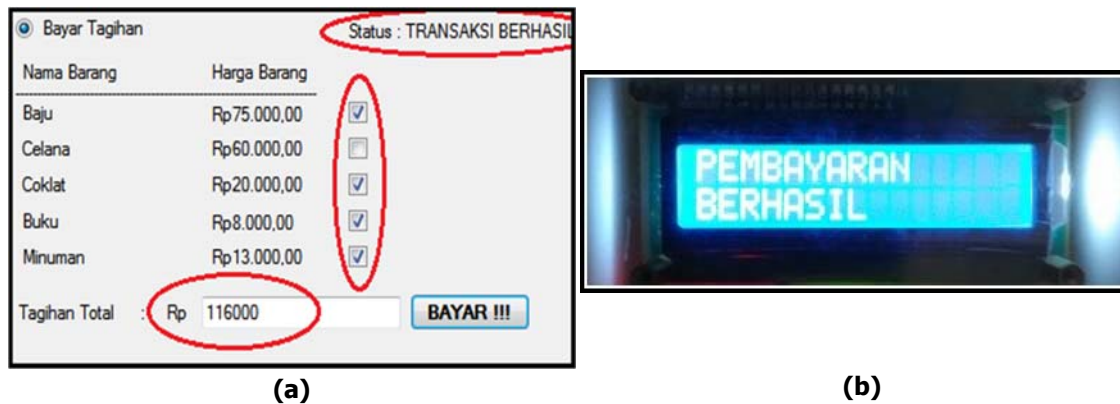 Bayar Tagihan Status : TRANSAKSI BERHASIL
Nama Barang Harga Barang
Baju Rp75.000,00
Celana Rp60.000,00
Coklat Rp20.000,00
Buku Rp8.000,00
Minuman Rp13.000,00
Tagihan Total : Rp 116000 BAYAR !!!
(a)
PEMBAYARAN
BERHASIL
(b)